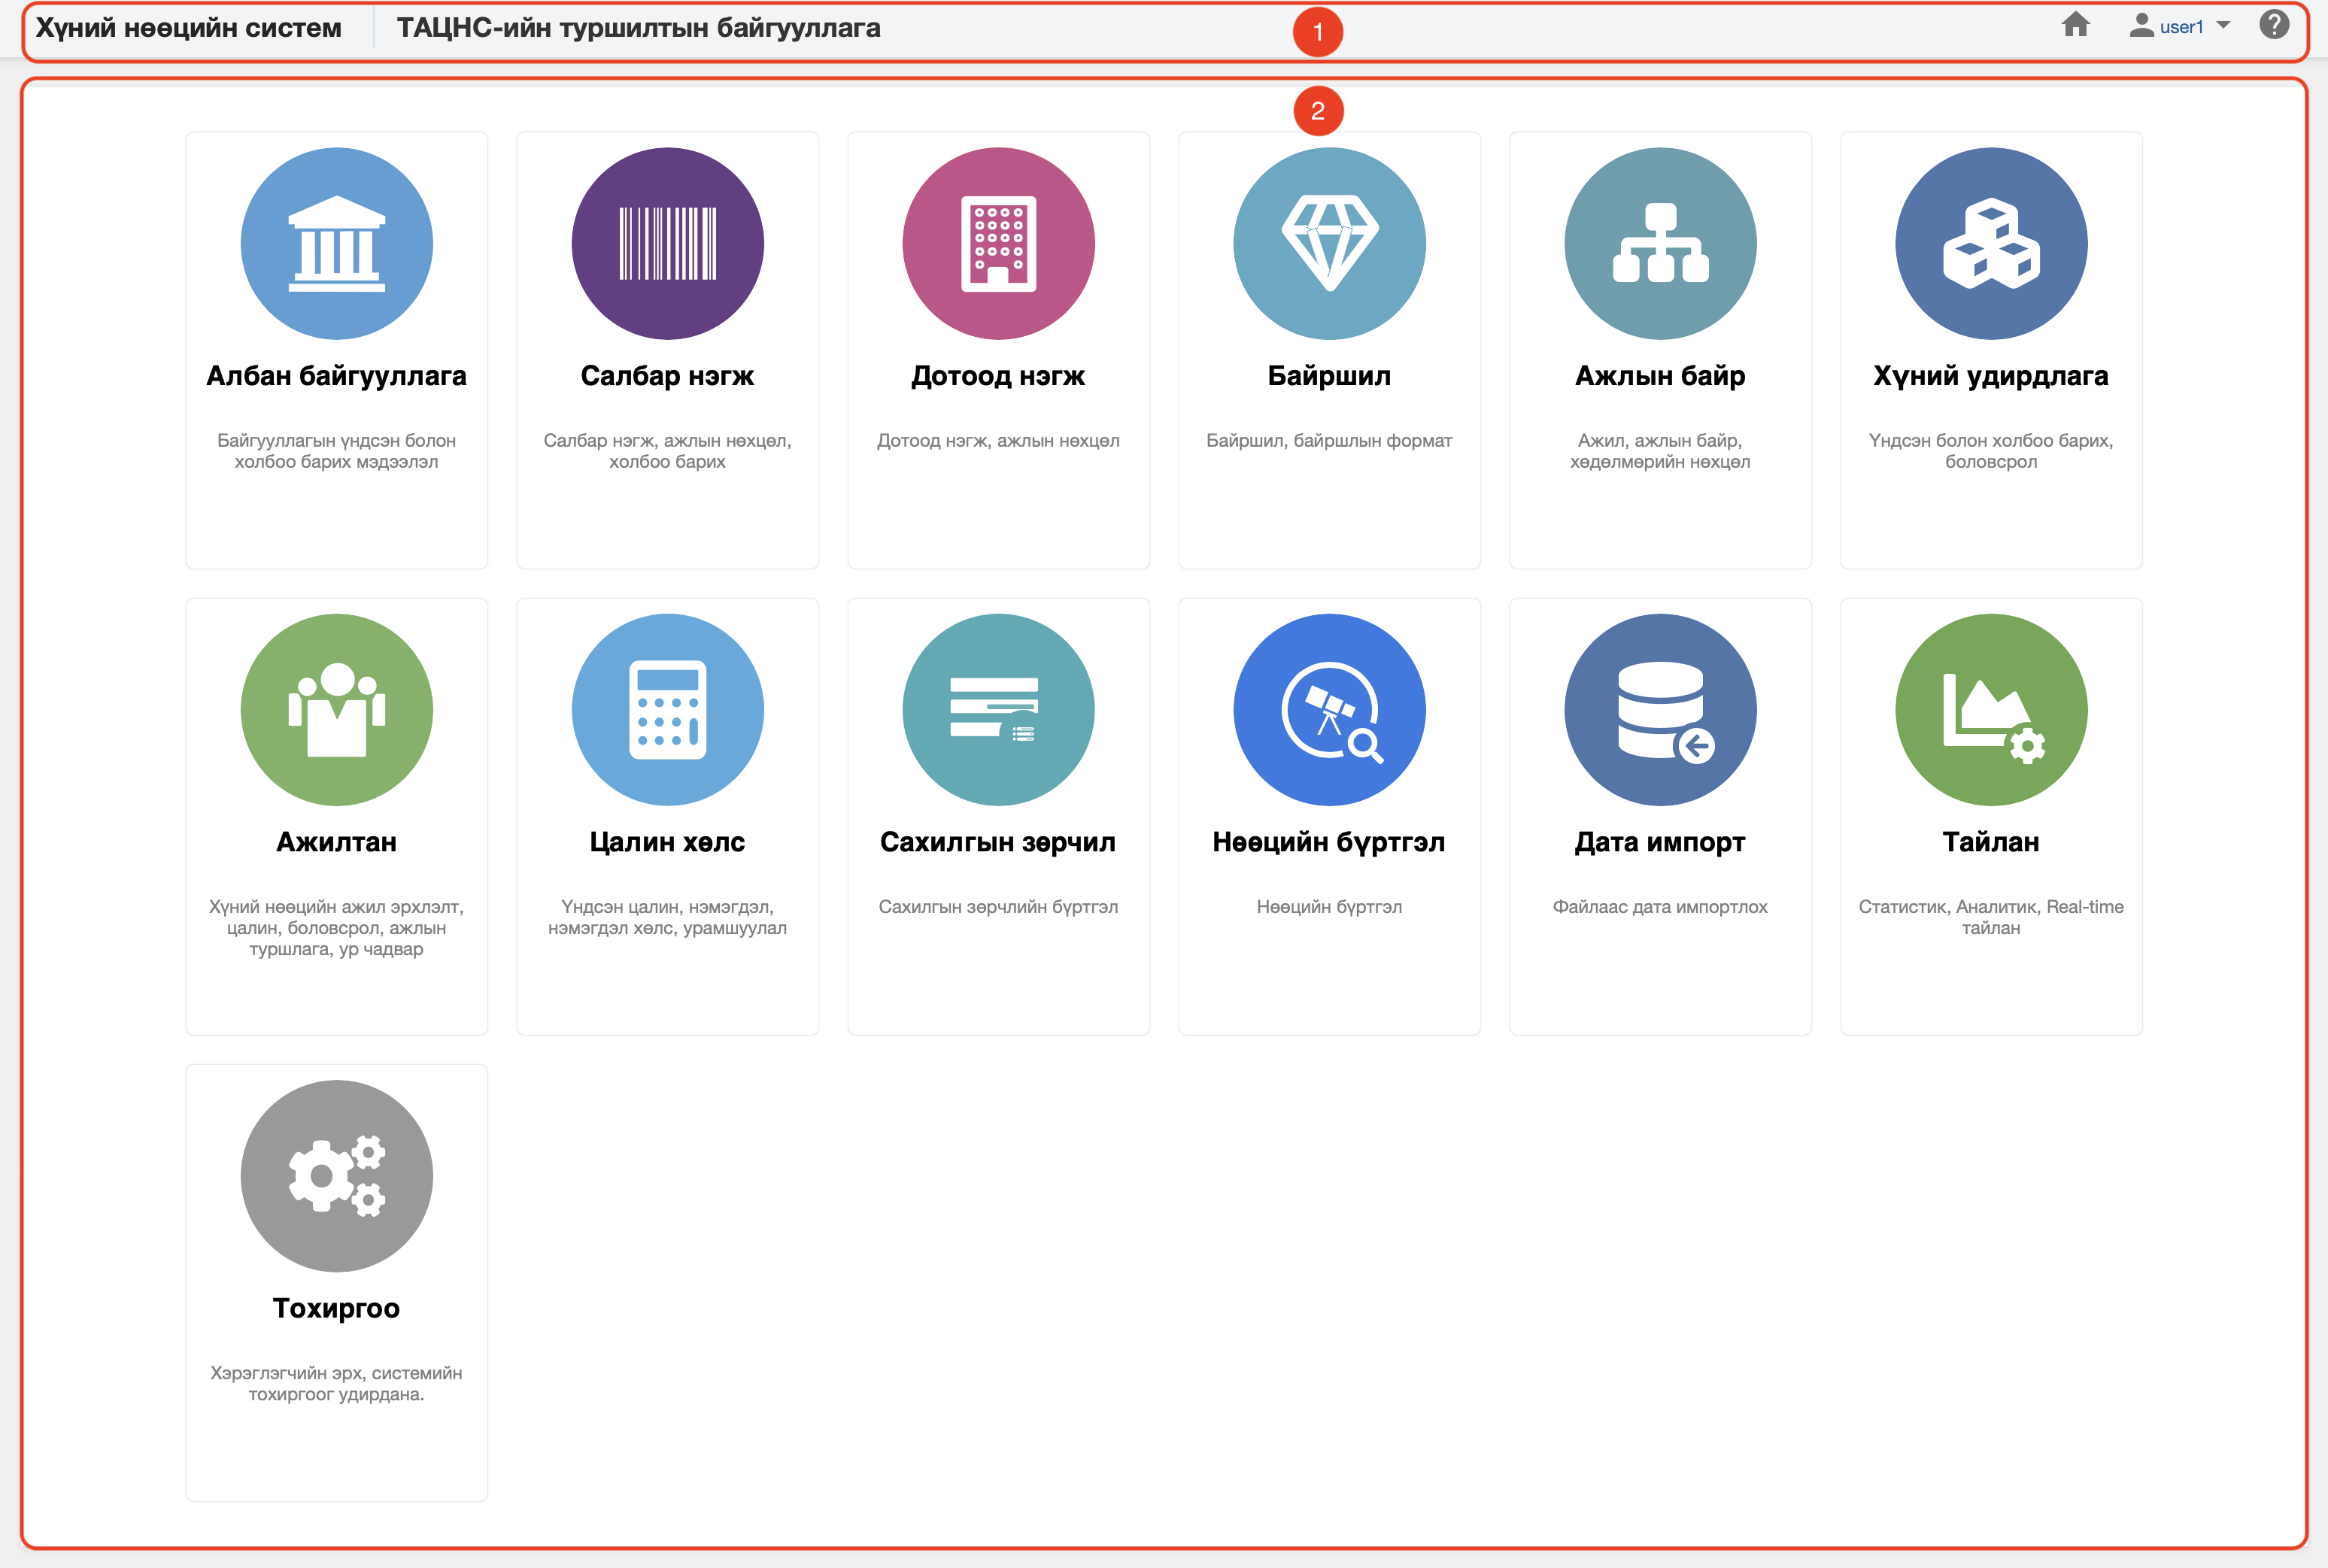 Хүний нөөцийн систем
ТАЦНС-ийн туршилтын байгууллага
1
user1
?
2
Албан байгууллага
Байгууллагын үндсэн болон
холбоо барих мэдээлэл
Салбар нэгж
Салбар нэгж, ажлын нөхцөл,
холбоо барих
Дотоод нэгж
Дотоод нэгж, ажлын нөхцөл
Байршил
Байршил, байршлын формат
Ажлын байр
Ажил, ажлын байр,
хөдөлмөрийн нөхцөл
Хүний удирдлага
Үндсэн болон холбоо барих,
боловсрол
Ажилтан
Хүний нөөцийн ажил эрхлэлт,
цалин, боловсрол, ажлын
туршлага, ур чадвар
Цалин хөлс
Үндсэн цалин, нэмэгдэл,
нэмэгдэл хөлс, урамшуулал
Сахилгын зөрчил
Сахилгын зөрчлийн бүртгэл
Нөөцийн бүртгэл
Нөөцийн бүртгэл
Дата импорт
Файлаас дата импортлох
Тайлан
Статистик, Аналитик, Real-time
тайлан
Тохиргоо
Хэрэглэгчийн эрх, системийн
тохиргоог удирдана.